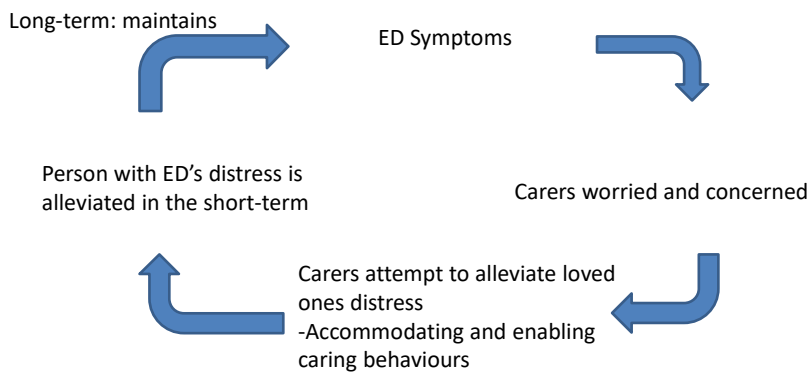 Long-term: maintains
ED Symptoms
Carers worried and concerned
Carers attempt to alleviate loved
ones distress
-Accommodating and enabling
caring behaviours
Person with ED’s distress is
alleviated in the short-term